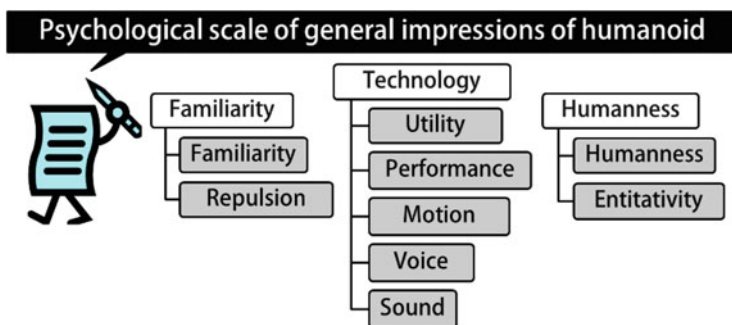 Psychological scale of general impressions of humanoid
Familiarity
Familiarity
Repulsion
Technology
Utility
Performance
Motion
Voice
Sound
Humanness
Humanness
Entitativity